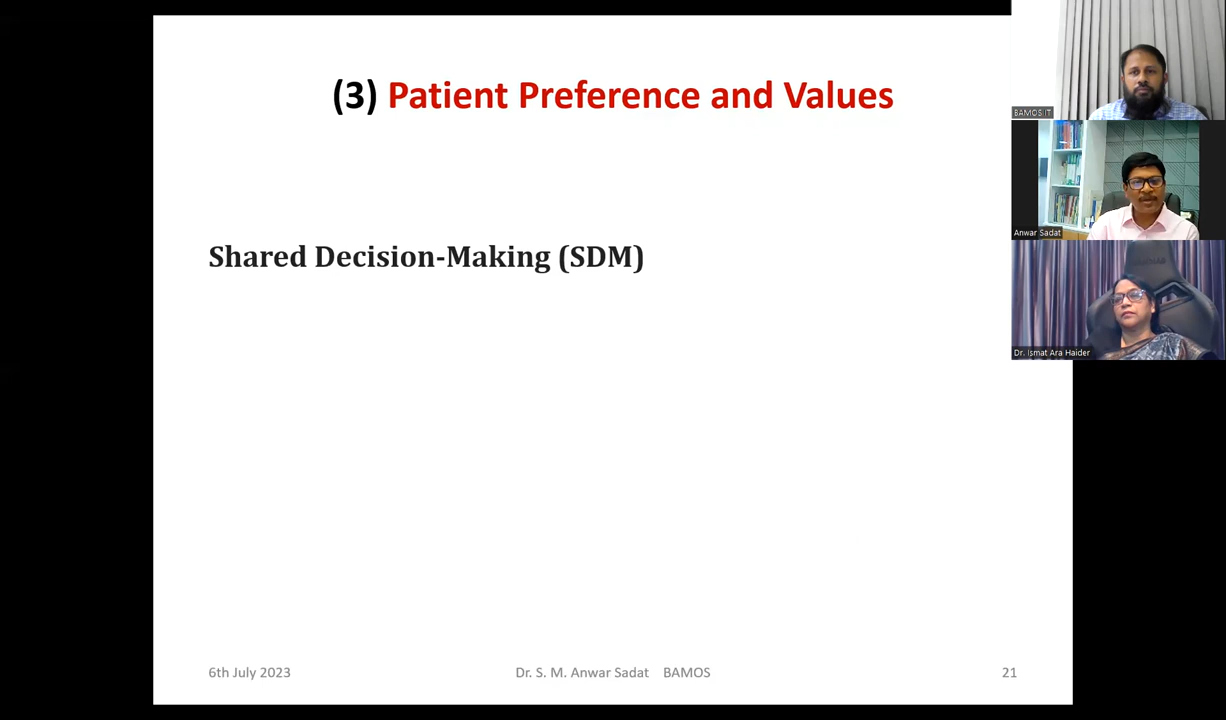 (3) Patient Preference and Values
Shared Decision-Making (SDM)
6th July 2023
Dr. S. M. Anwar Sadat BAMOS
21
BAMOS IT
Anwar Sadat
Dr. Ismat Ara Haider